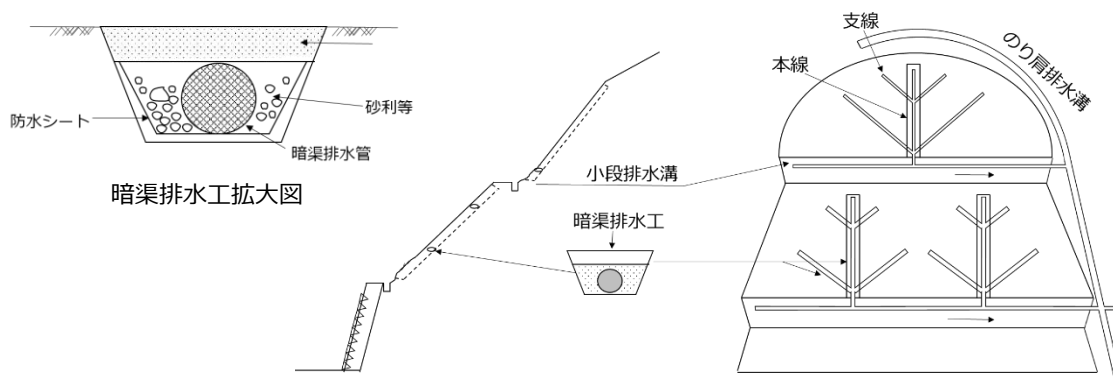 防水シート
砂利等
暗渠排水管
暗渠排水工拡大図
小段排水溝
暗渠排水工
支線
本線
のり肩排水溝